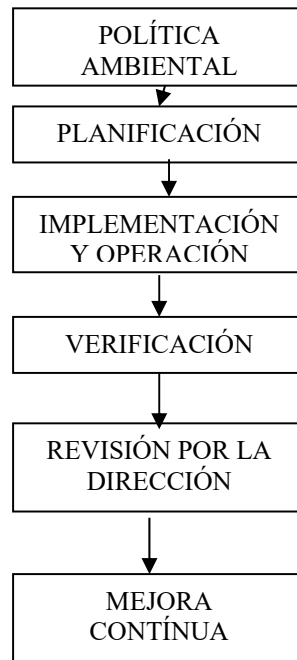 POLÍTICA
AMBIENTAL
PLANIFICACIÓN
IMPLEMENTACIÓN
Y OPERACIÓN
VERIFICACIÓN
REVISIÓN POR LA
DIRECCIÓN
MEJORA
CONTÍNUA